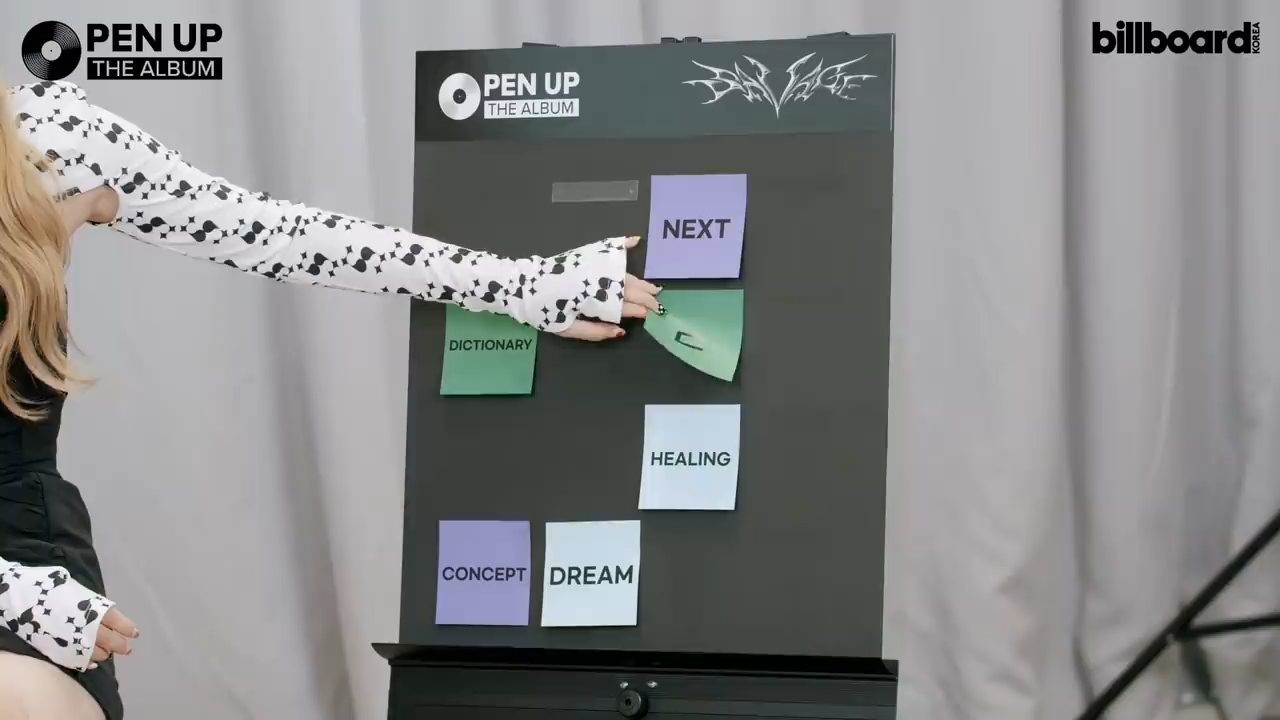 PEN UP
THE ALBUM
billboard
KOREA
PEN UP
THE ALBUM
NEXT
DICTIONARY
HEALING
CONCEPT
DREAM